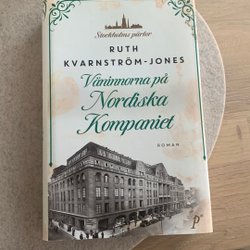 Stockholms pärlor
RUTH
KVARNSTRÖM-JONES
Väninnorna på
Nordiska
Kompaniet
ROMAN
P